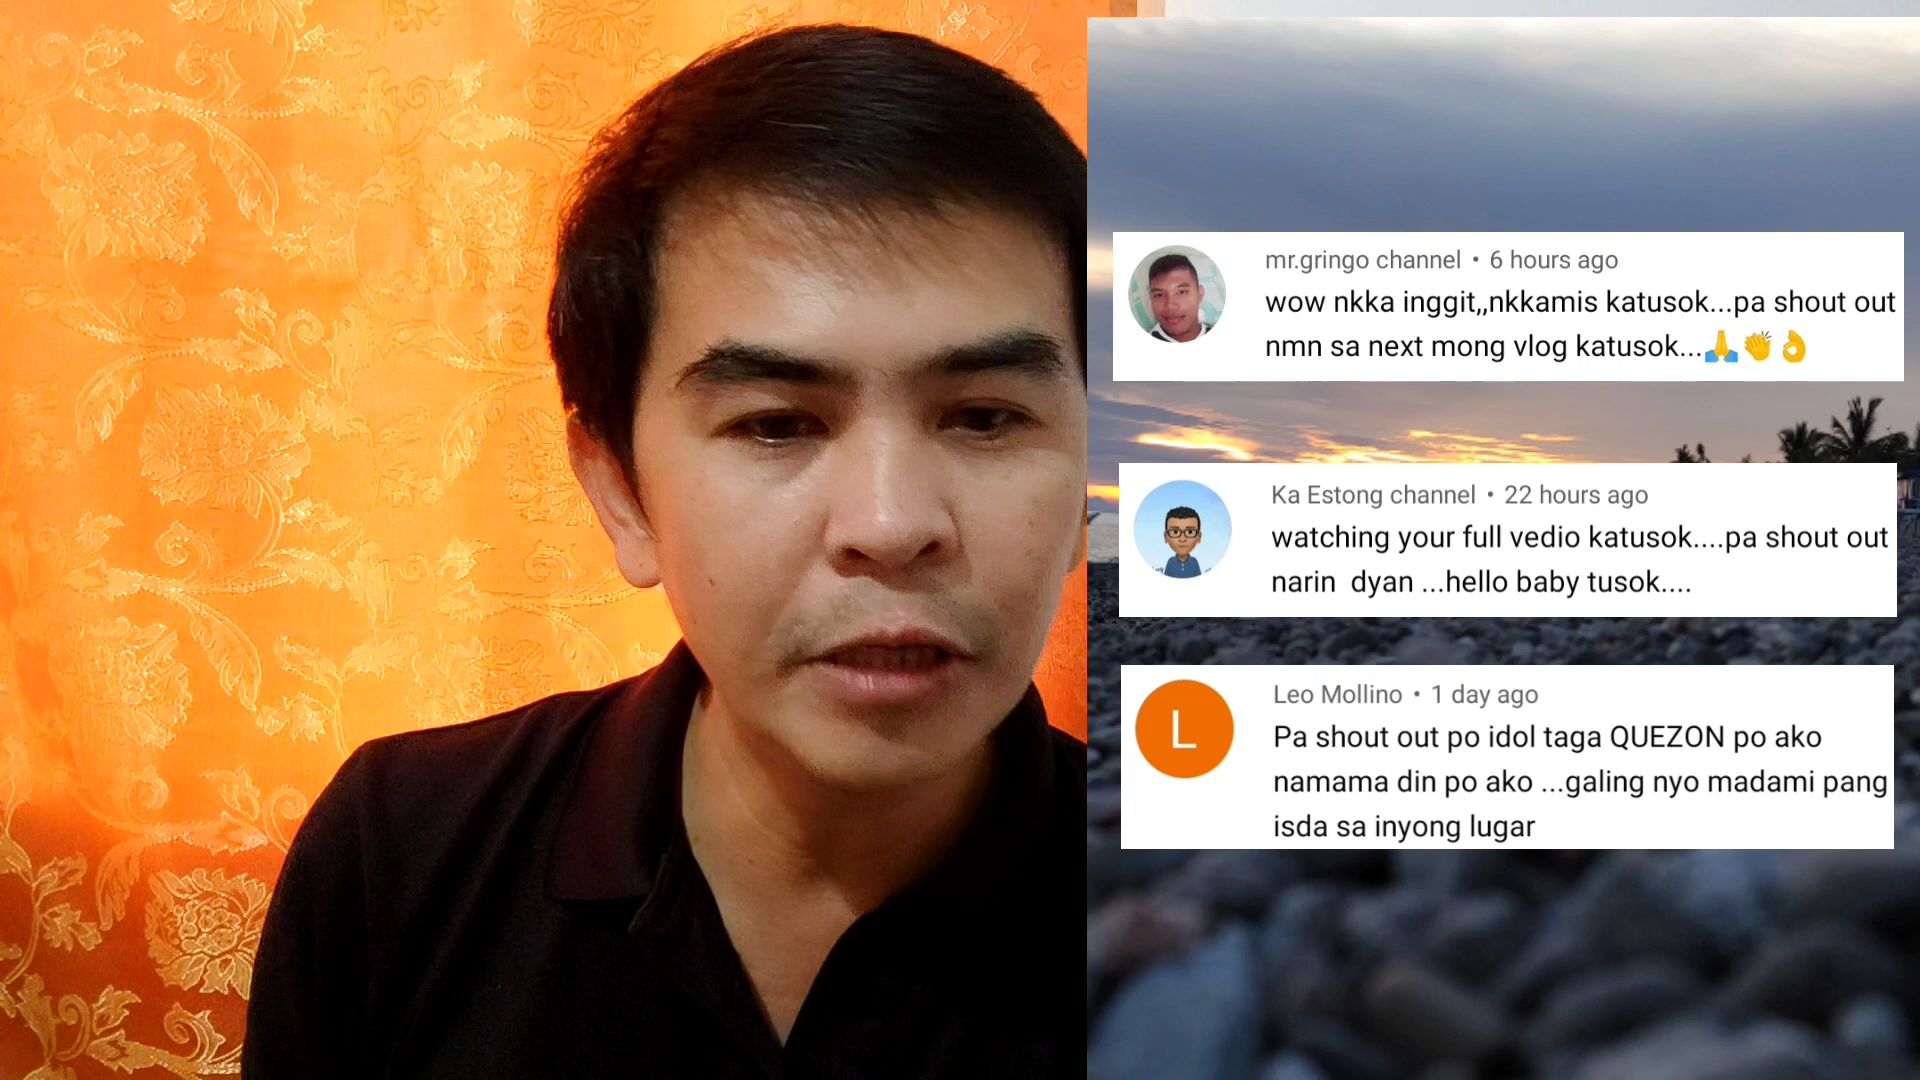 mr.gringo channel • 6 hours ago
wow nkka inggit,,nkkamis katusok...pa shout out
nmn sa next mong vlog katusok...🙏👏👌
Ka Estong channel • 22 hours ago
watching your full vedio katusok....pa shout out
narin dyan ...hello baby tusok....
L
Leo Mollino • 1 day ago
Pa shout out po idol taga QUEZON po ako
namama din po ako ...galing nyo madami pang
isda sa inyong lugar